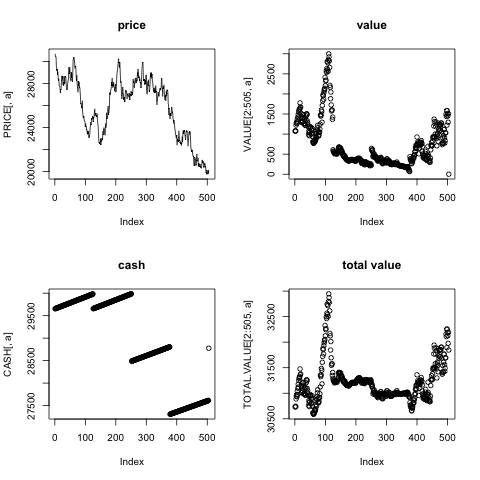 price
value
PRICE[, a]
20000 24000 28000
0 100 200 300 400 500
Index
VALUE[2:505, a]
0 500 1500 2500
0 100 200 300 400 500
Index
cash
total value
CASH[, a]
27500 28500 29500
0 100 200 300 400 500
Index
TOTAL.VALUE[2:505, a]
30500 31500 32500
0 100 200 300 400 500
Index